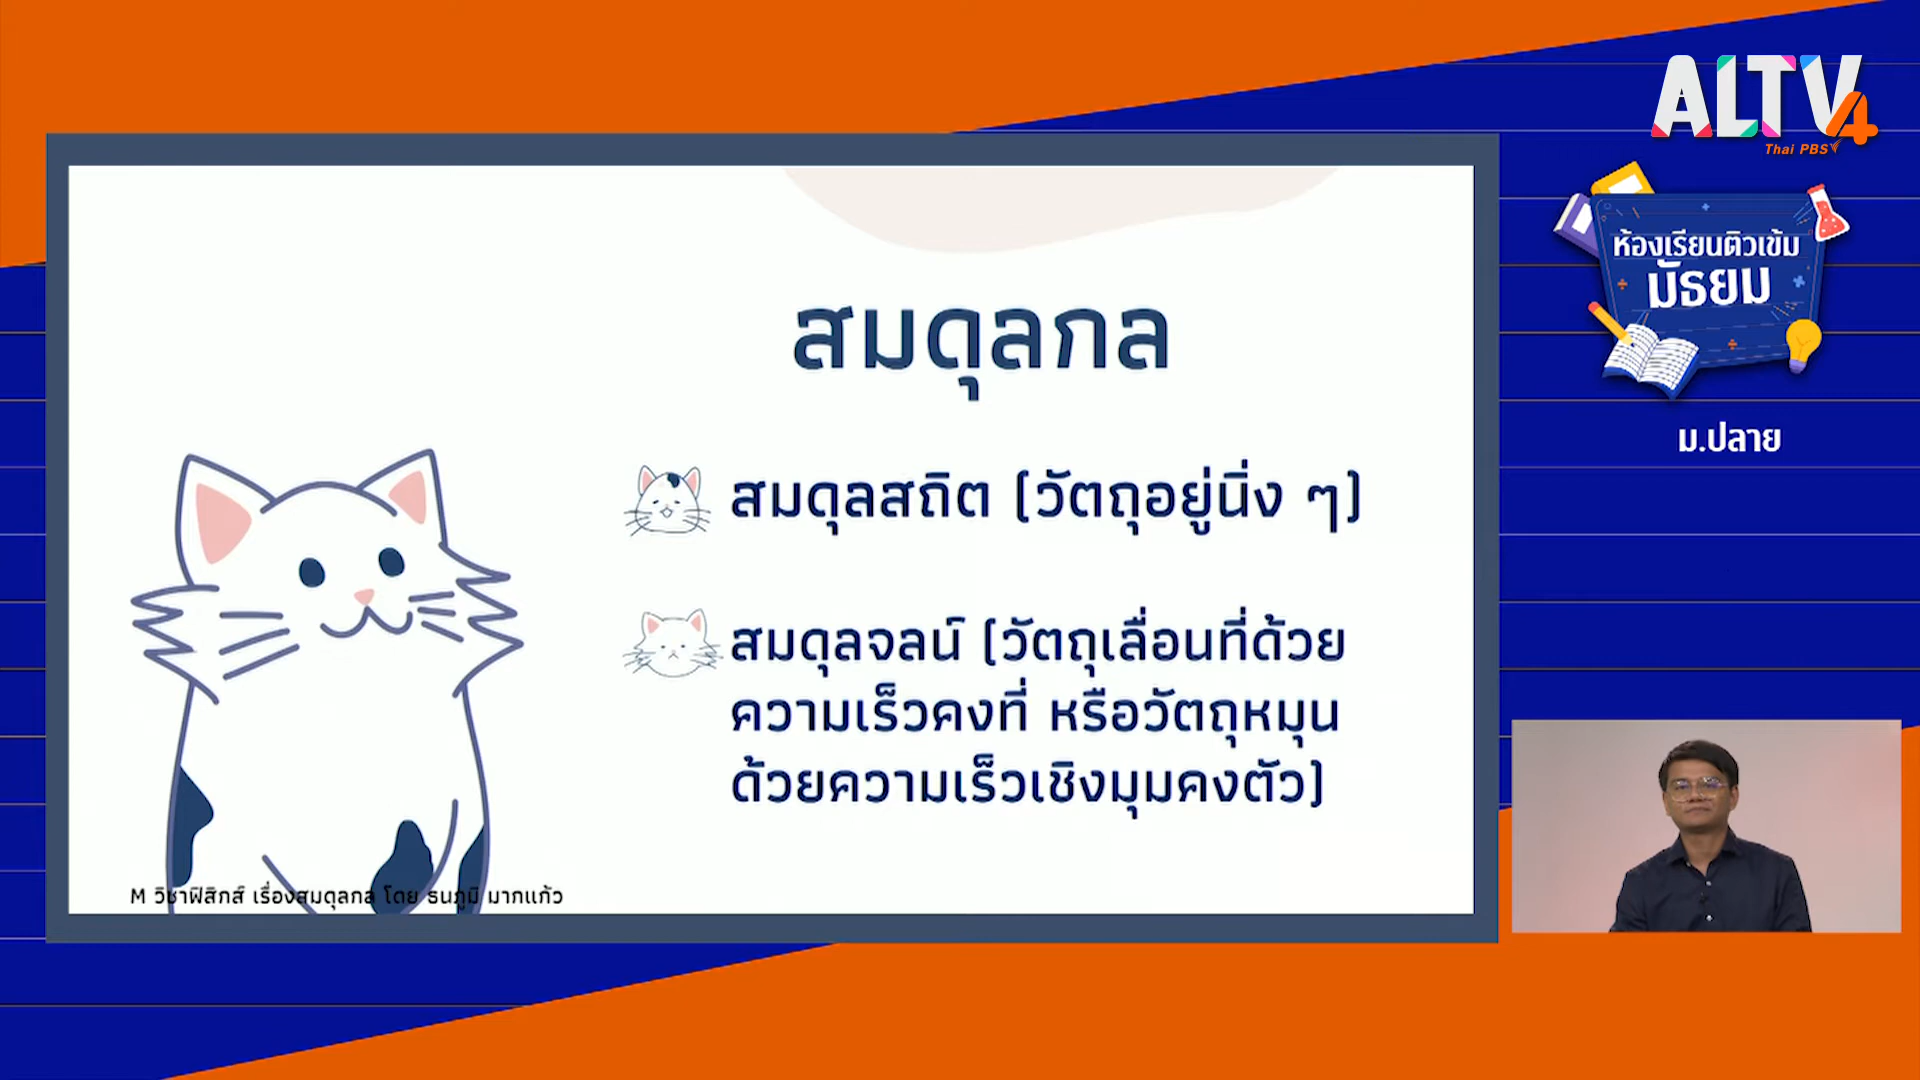 ALTV4
Thai PBS
ห้องเรียนติวเข้ม
มัธยม
ม.ปลาย
สมดุลกล
สมดุลสถิต (วัตถุอยู่นิ่ง ๆ)
สมดุลจลน์ (วัตถุเลื่อนที่ด้วย
ความเร็วคงที่ หรือวัตถุหมุน
ด้วยความเร็วเชิงมุมคงตัว)
M วิชาฟิสิกส์ เรื่องสมดุลกล โดย ธนภูมิ มากแก้ว